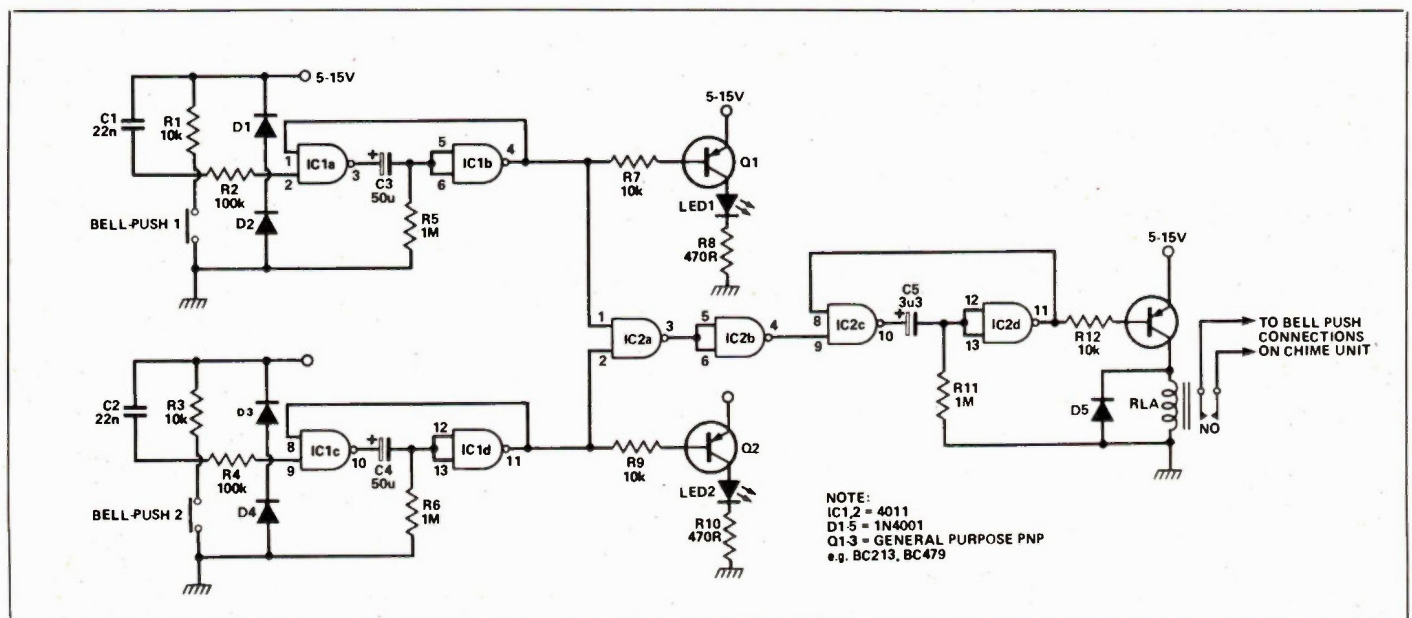 5-15V
C1
22n
R1
10k
D1
R2
100k
BELL-PUSH 1
D2
1
2
IC1a
3
+
C3
50u
5
6
IC1b
4
R5
1M
R7
10k
5-15V
Q1
LED1
R8
470R
C2
22n
R3
10k
D3
R4
100k
BELL-PUSH 2
D4
8
9
IC1c
10
+
C4
50u
12
13
IC1d
11
R6
1M
1
2
IC2a
3
5
6
IC2b
4
R9
10k
Q2
LED2
R10
470R
8
9
IC2c
10
C5
3u3
+
12
13
IC2d
11
R11
1M
R12
10k
5-15V
D5
RLA
NO
TO BELL PUSH
CONNECTIONS
ON CHIME UNIT
NOTE:
IC1,2 = 4011
D1-5 = 1N4001
Q1-3 = GENERAL PURPOSE PNP
e.g. BC213, BC479